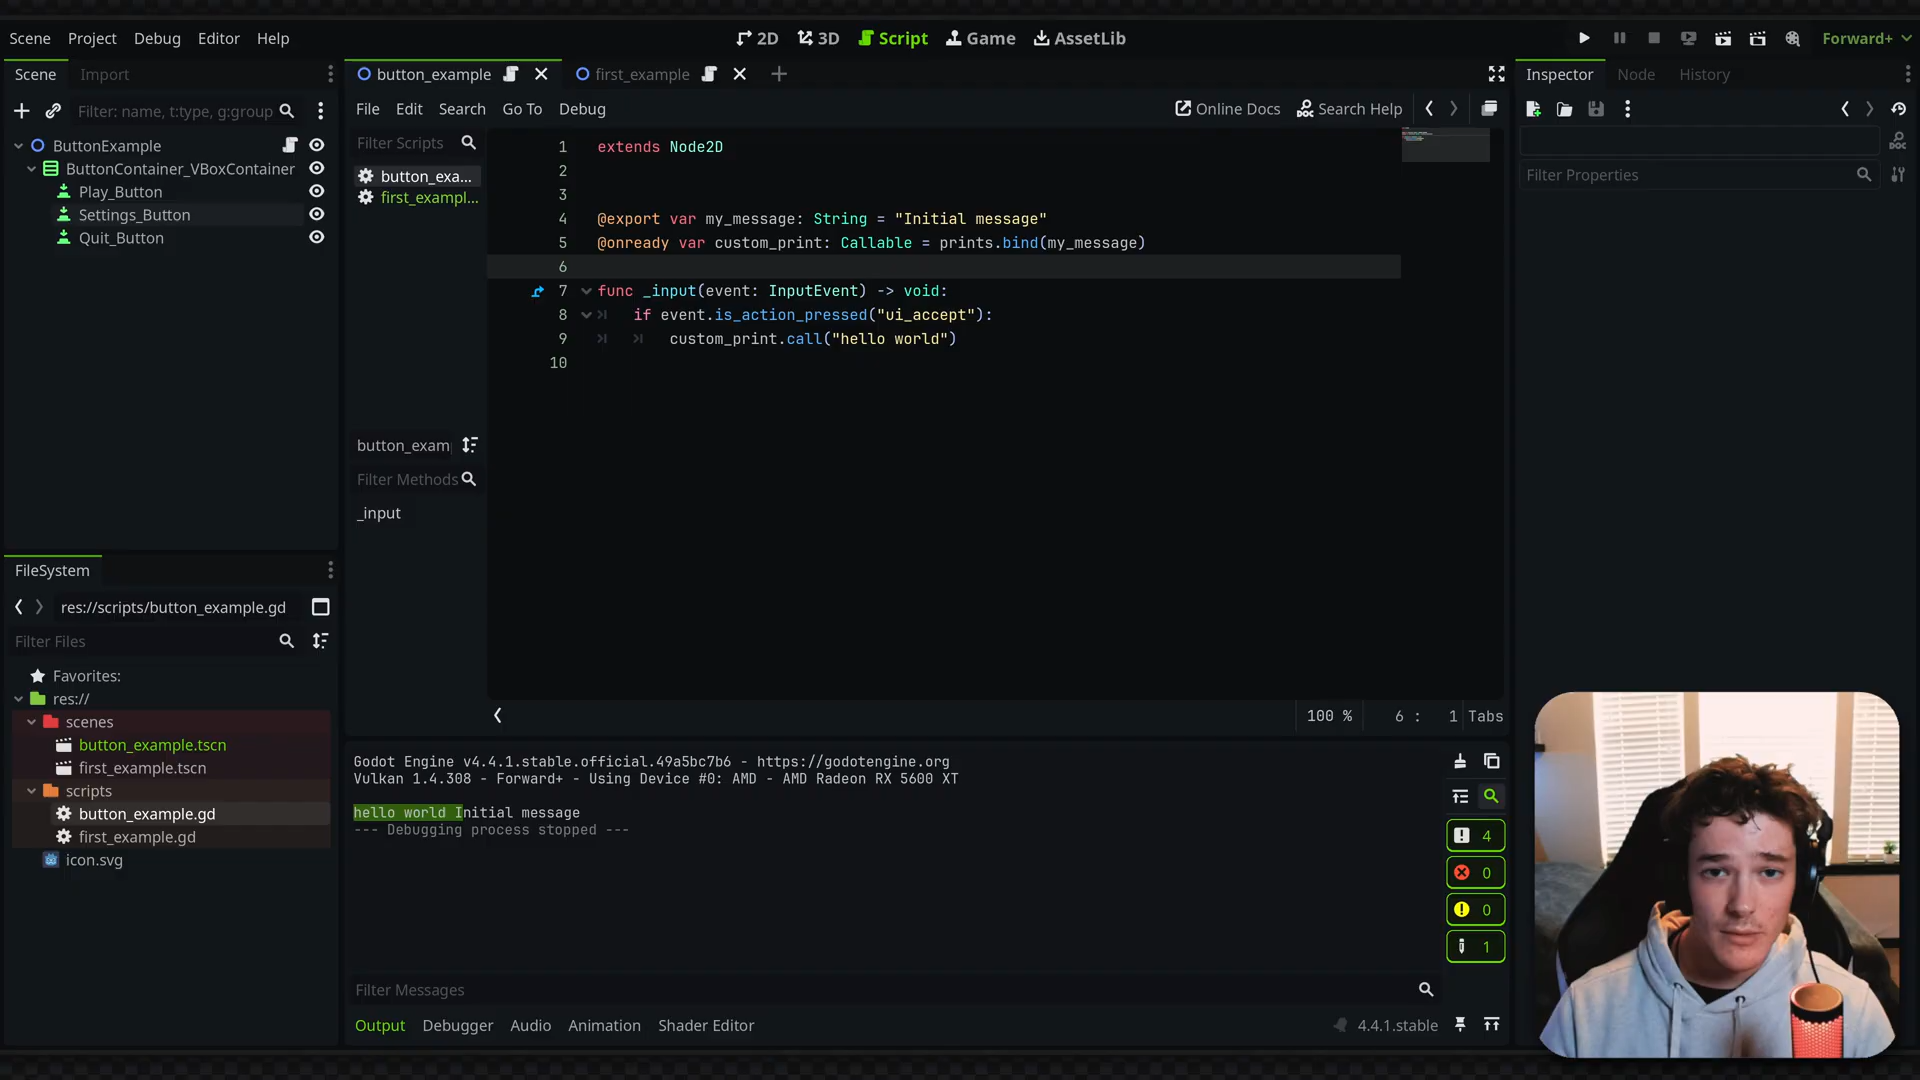 Scene Project Debug Editor Help
2D 3D Script Game AssetLib
Forward+
Scene Import
Filter: name, t:type, g:group
ButtonExample
ButtonContainer_VBoxContainer
Play_Button
Settings_Button
Quit_Button
button_example first_example
File Edit Search Go To Debug
Online Docs Search Help
Filter Scripts
button_exa...
first_exampl...
button_exam
Filter Methods
_input
1 extends Node2D
2
3
4 @export var my_message: String = "Initial message"
5 @onready var custom_print: Callable = prints.bind(my_message)
6
7 func _input(event: InputEvent) -> void:
8 if event.is_action_pressed("ui_accept"):
9 custom_print.call("hello world")
10
100 % 6 : 1 Tabs
Inspector Node History
Filter Properties
FileSystem
res://scripts/button_example.gd
Filter Files
Favorites:
res://
scenes
button_example.tscn
first_example.tscn
scripts
button_example.gd
first_example.gd
icon.svg
Godot Engine v4.4.1.stable.official.49a5bc7b6 - https://godotengine.org
Vulkan 1.4.308 - Forward+ - Using Device #0: AMD - AMD Radeon RX 5600 XT
hello world Initial message
--- Debugging process stopped ---
4
0
0
1
Filter Messages
Output Debugger Audio Animation Shader Editor
4.4.1.stable